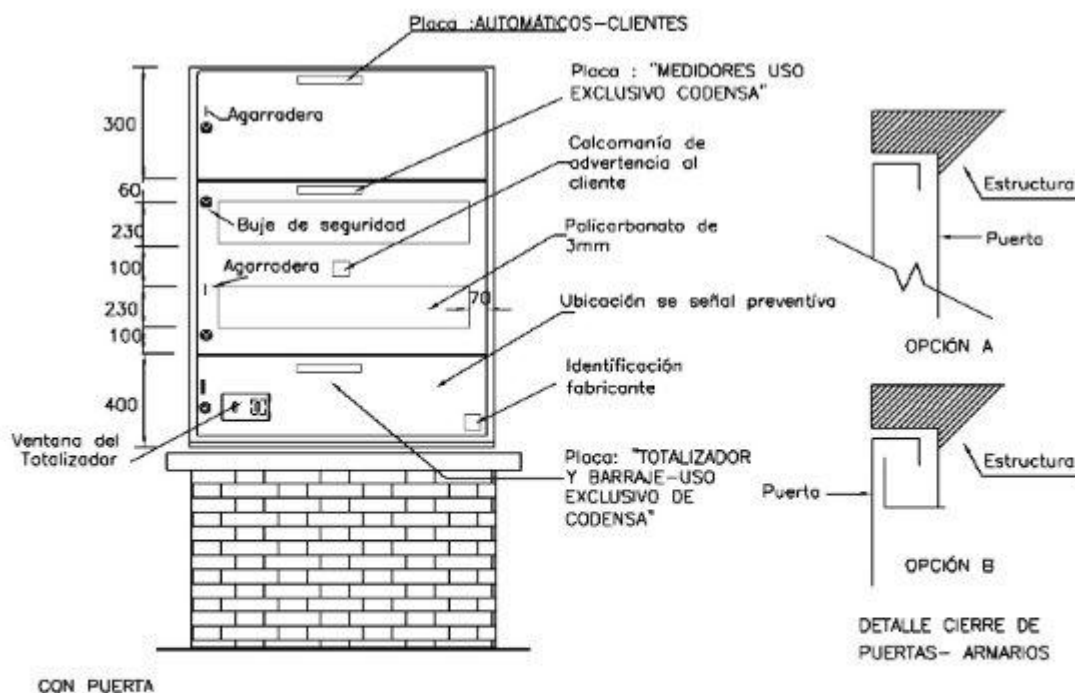 Placa :AUTOMÁTICOS-CLIENTES
Placa : "MEDIDORES USO
EXCLUSIVO CODENSA"
Agarradera
300
Calcomanía de
advertencia al
cliente
60
Buje de seguridad
230
Policarbonato de
3mm
100
Agarradera
230
70
Ubicación se señal preventiva
100
Identificación
fabricante
400
Ventana del
Totalizador
Placa: "TOTALIZADOR
Y BARRAJE-USO
EXCLUSIVO DE
CODENSA"
CON PUERTA
Estructura
Puerta
OPCIÓN A
Estructura
Puerta
OPCIÓN B
DETALLE CIERRE DE
PUERTAS- ARMARIOS